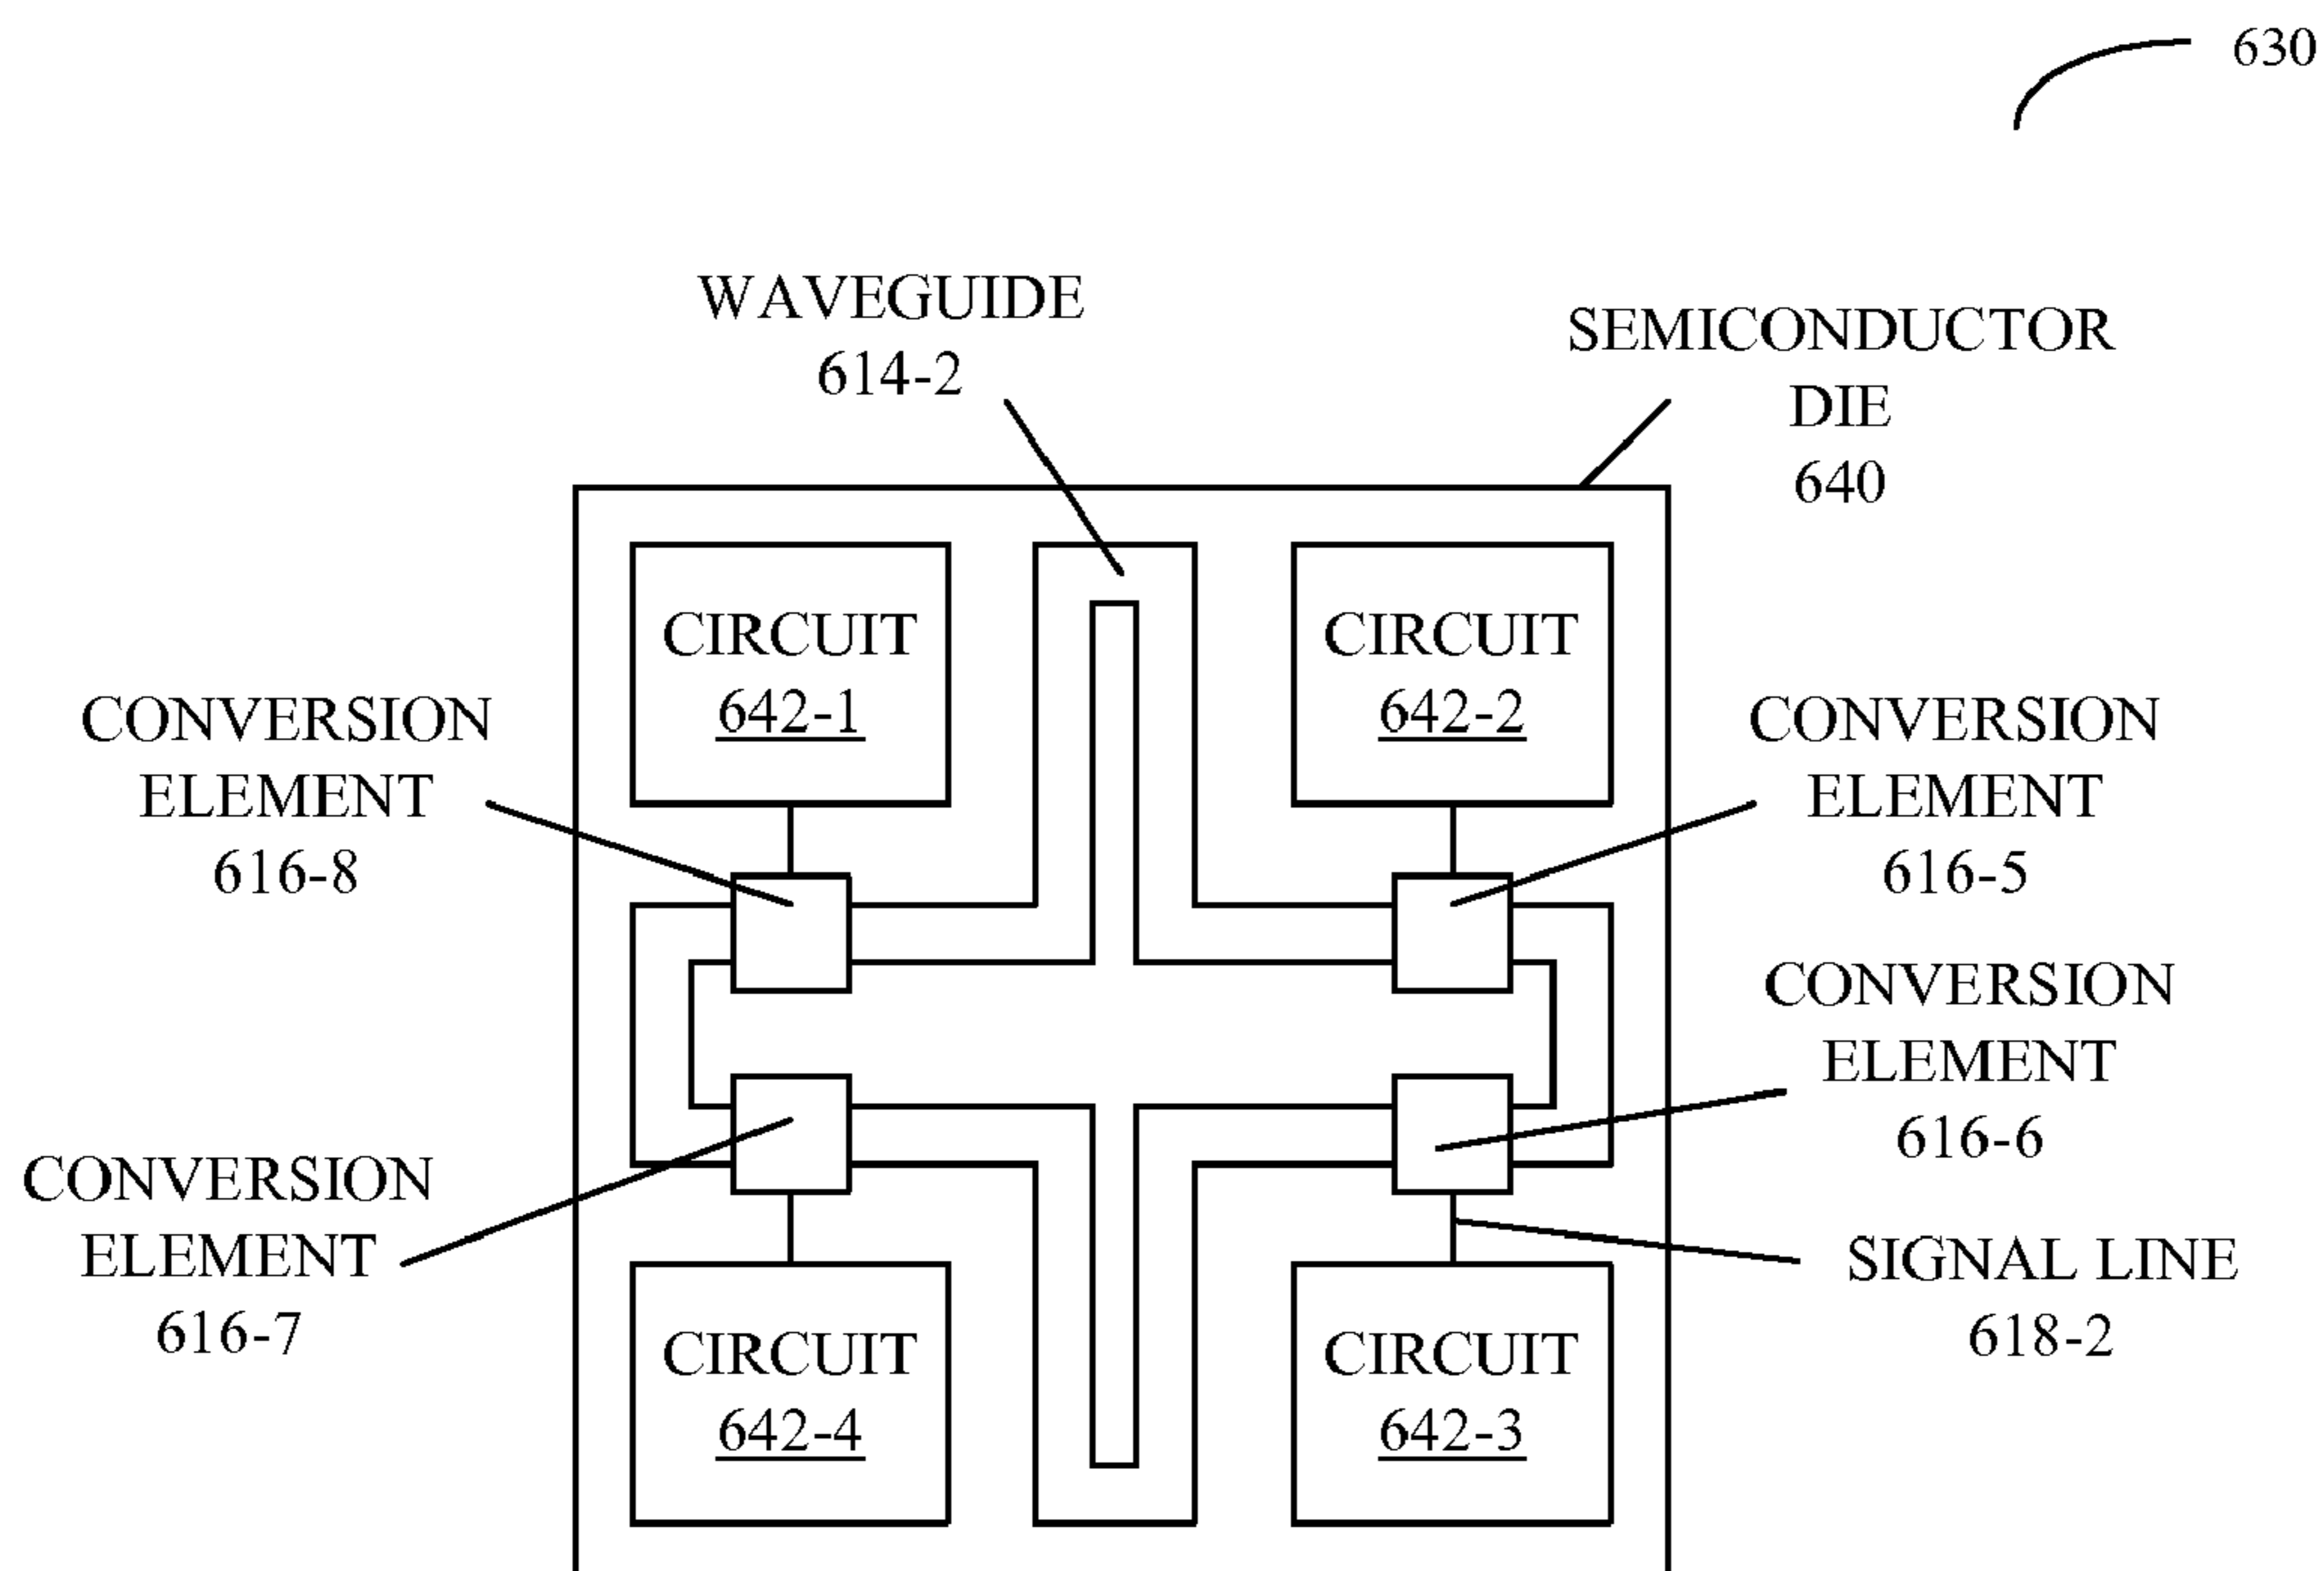 630
WAVEGUIDE
614-2
SEMICONDUCTOR
DIE
640
CIRCUIT
642-1
CIRCUIT
642-2
CONVERSION
ELEMENT
616-8
CONVERSION
ELEMENT
616-5
CONVERSION
ELEMENT
616-6
CONVERSION
ELEMENT
616-7
SIGNAL LINE
618-2
CIRCUIT
642-4
CIRCUIT
642-3